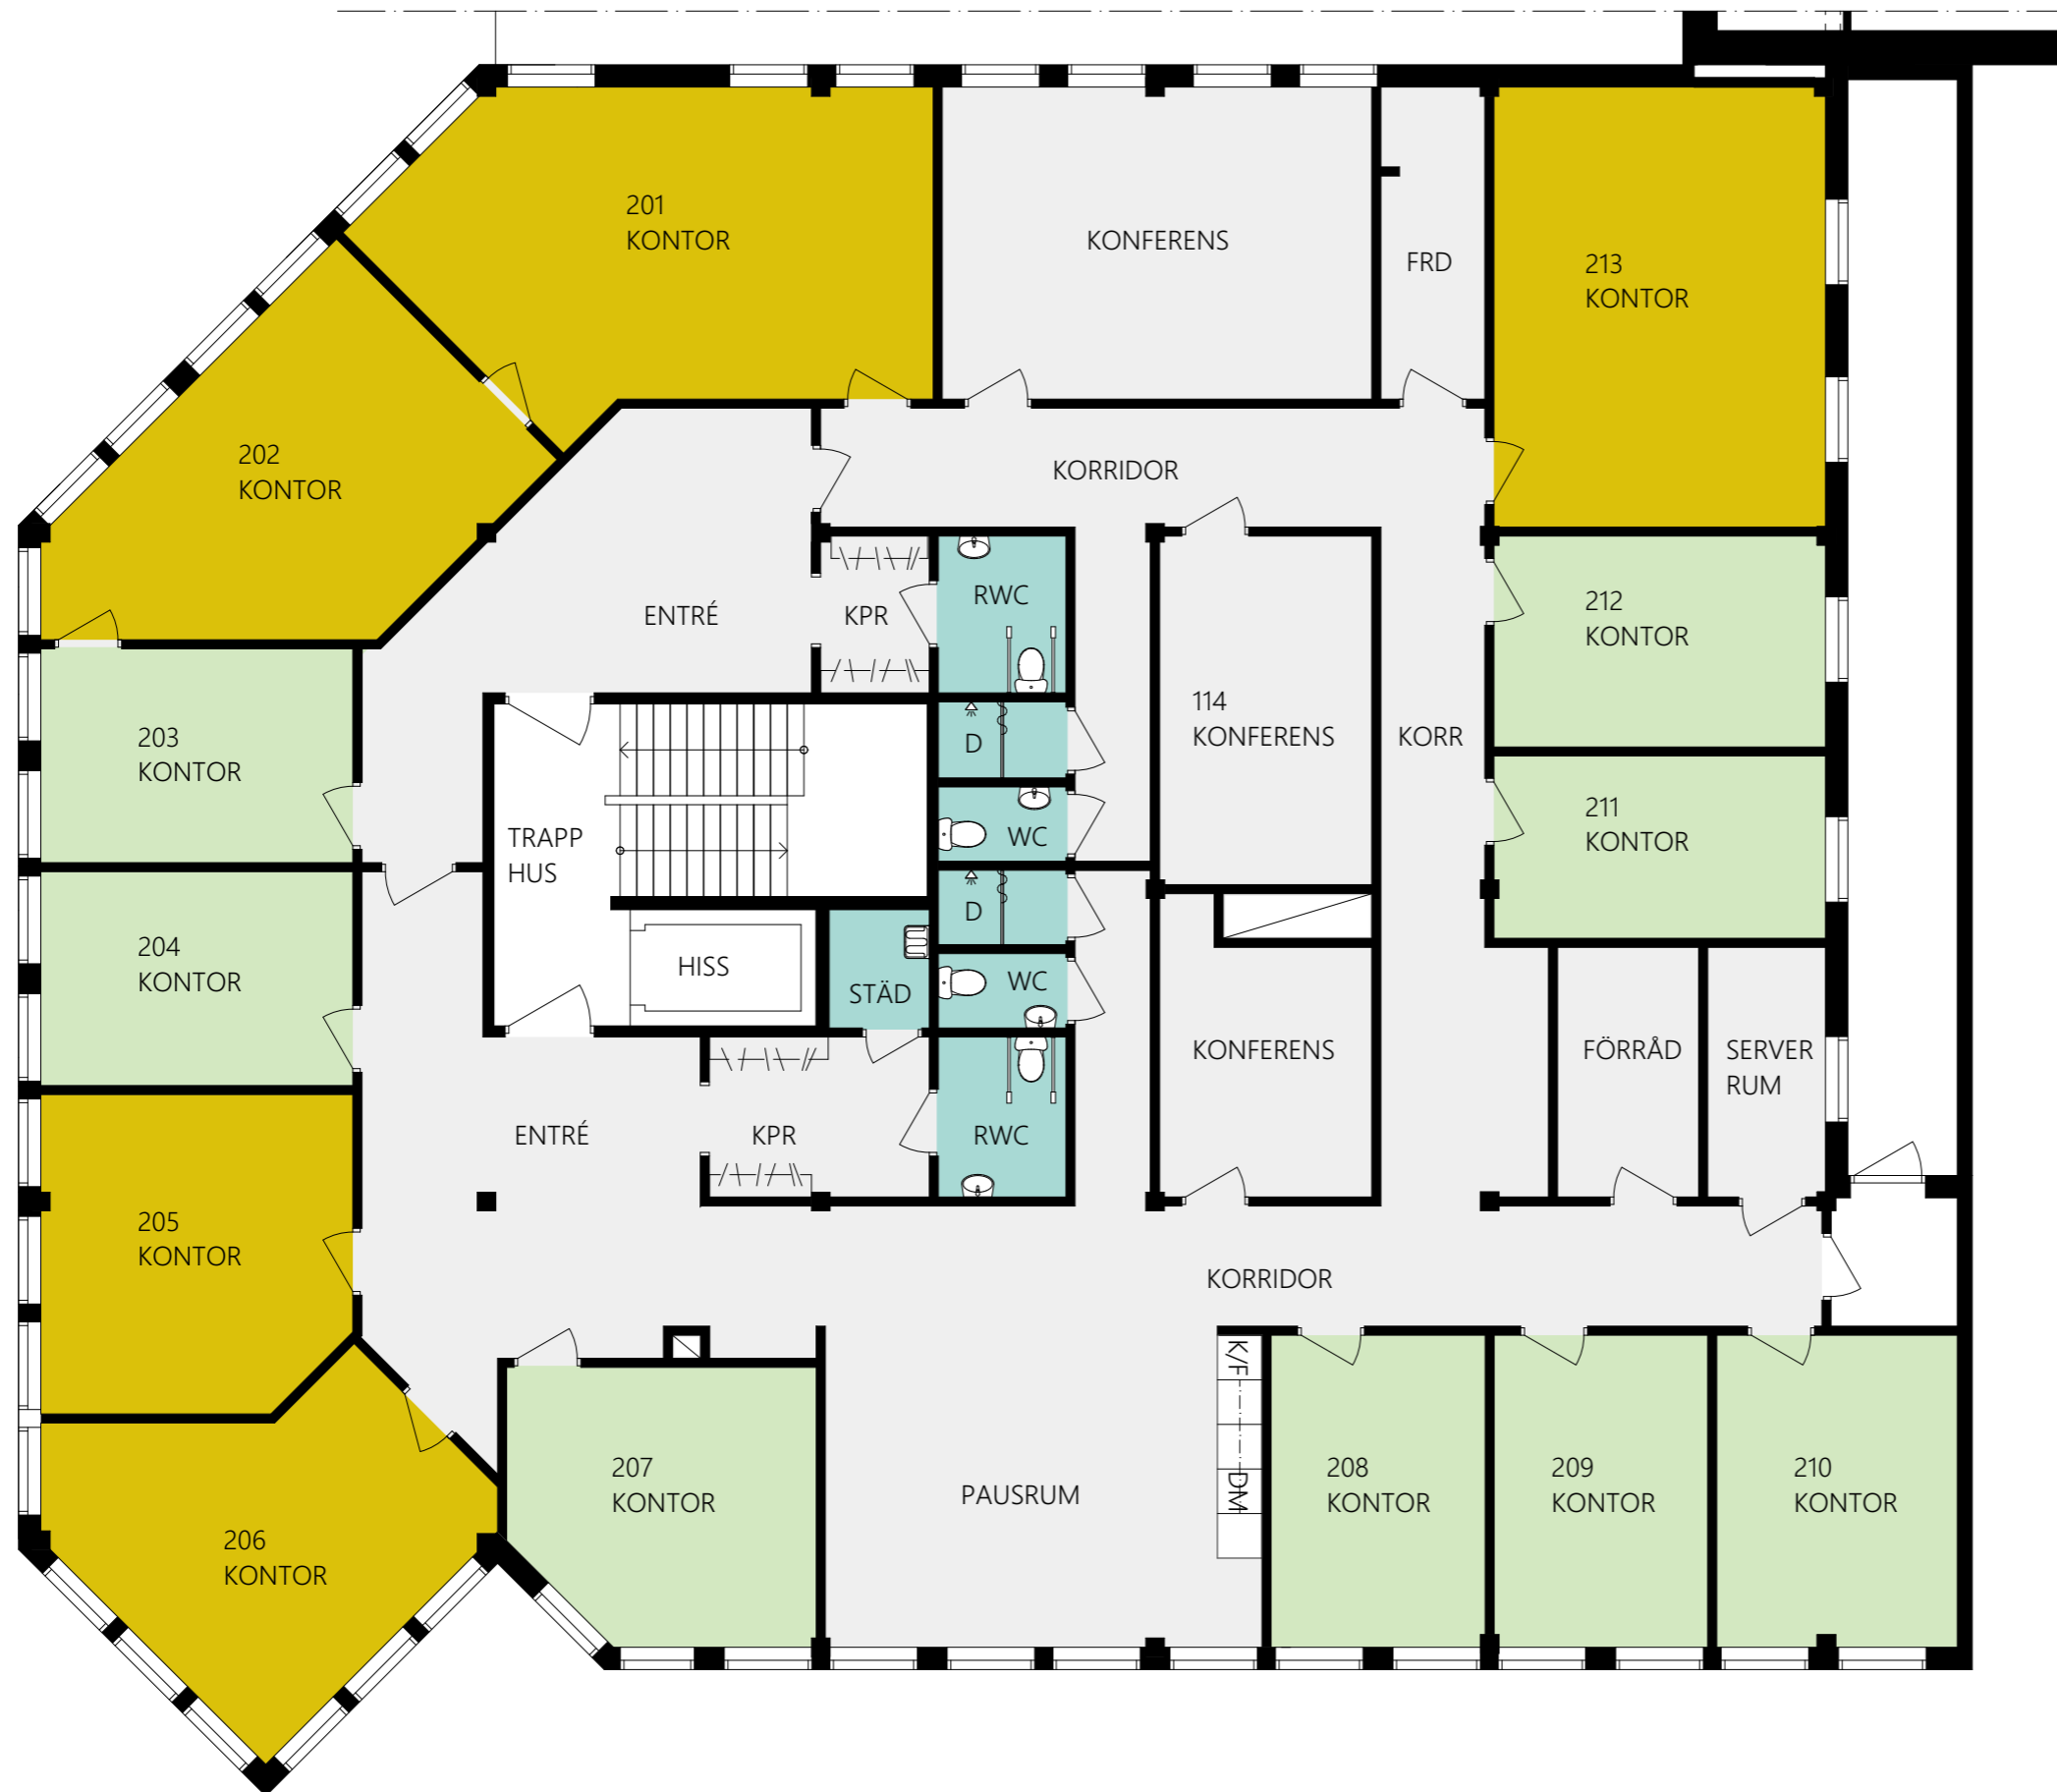 201
KONTOR
KONFERENS
FRD
213
KONTOR
202
KONTOR
KORRIDOR
ENTRÉ
KPR
RWC
212
KONTOR
203
KONTOR
D
114
KONFERENS
KORR
TRAPP
HUS
WC
211
KONTOR
204
KONTOR
HISS
STÄD
D
WC
KONFERENS
FÖRRÅD
SERVER
RUM
205
KONTOR
ENTRÉ
KPR
RWC
KORRIDOR
206
KONTOR
207
KONTOR
PAUSRUM
K/F
DM
208
KONTOR
209
KONTOR
210
KONTOR